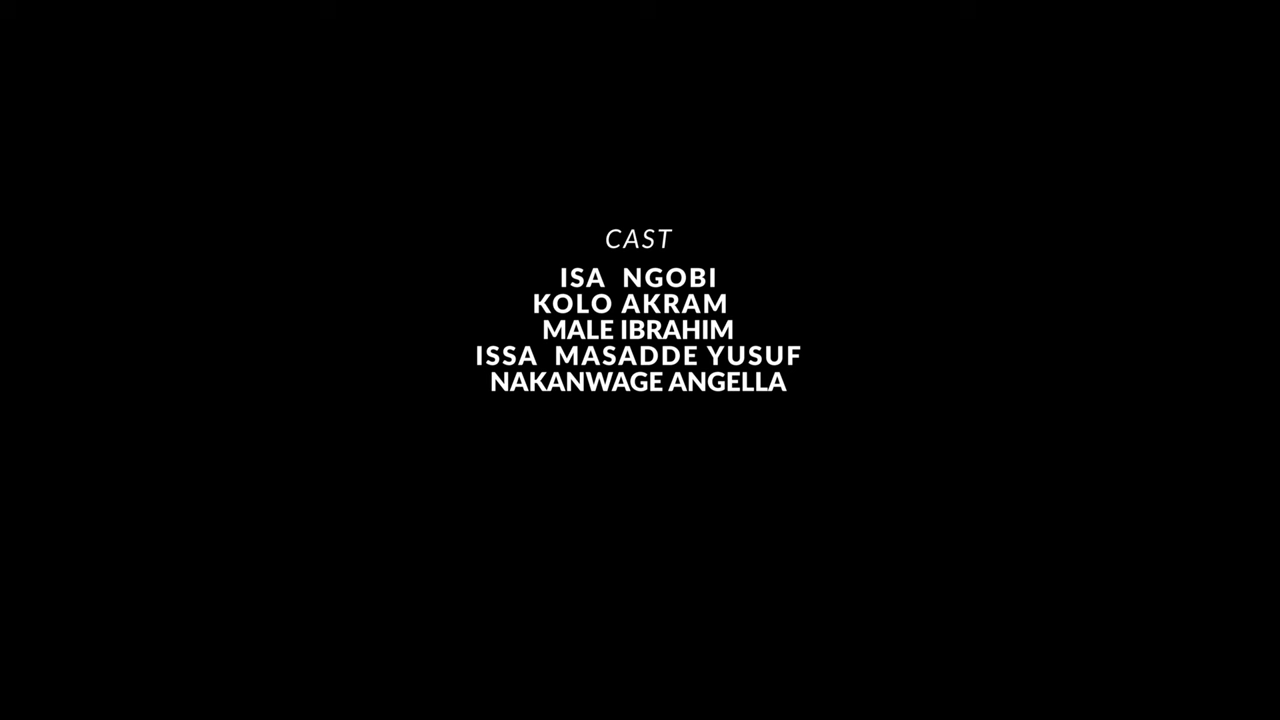 CAST
ISA  NGOBI
KOLO AKRAM
MALE IBRAHIM
ISSA  MASADDE YUSUF
NAKANWAGE ANGELLA